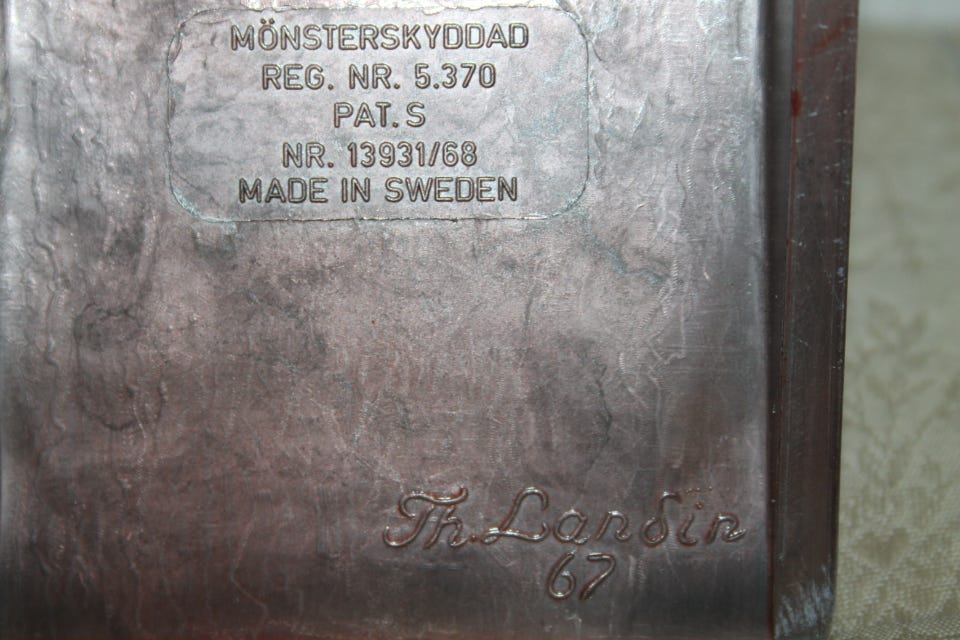 MÖNSTERSKYDDAD
REG. NR. 5.370
PAT. S
NR. 13931/68
MADE IN SWEDEN
Th. Landin
67